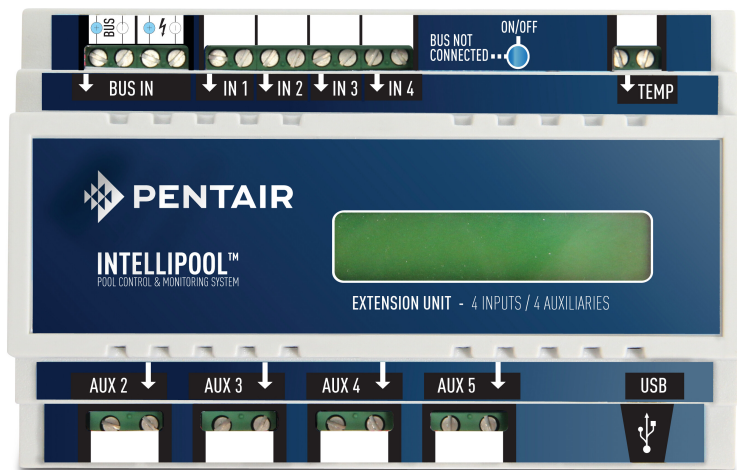 BUS
ON/OFF
BUS NOT
CONNECTED
BUS IN
IN 1
IN 2
IN 3
IN 4
TEMP
PENTAIR
INTELLIPOOL™
POOL CONTROL & MONITORING SYSTEM
EXTENSION UNIT - 4 INPUTS / 4 AUXILIARIES
AUX 2
AUX 3
AUX 4
AUX 5
USB